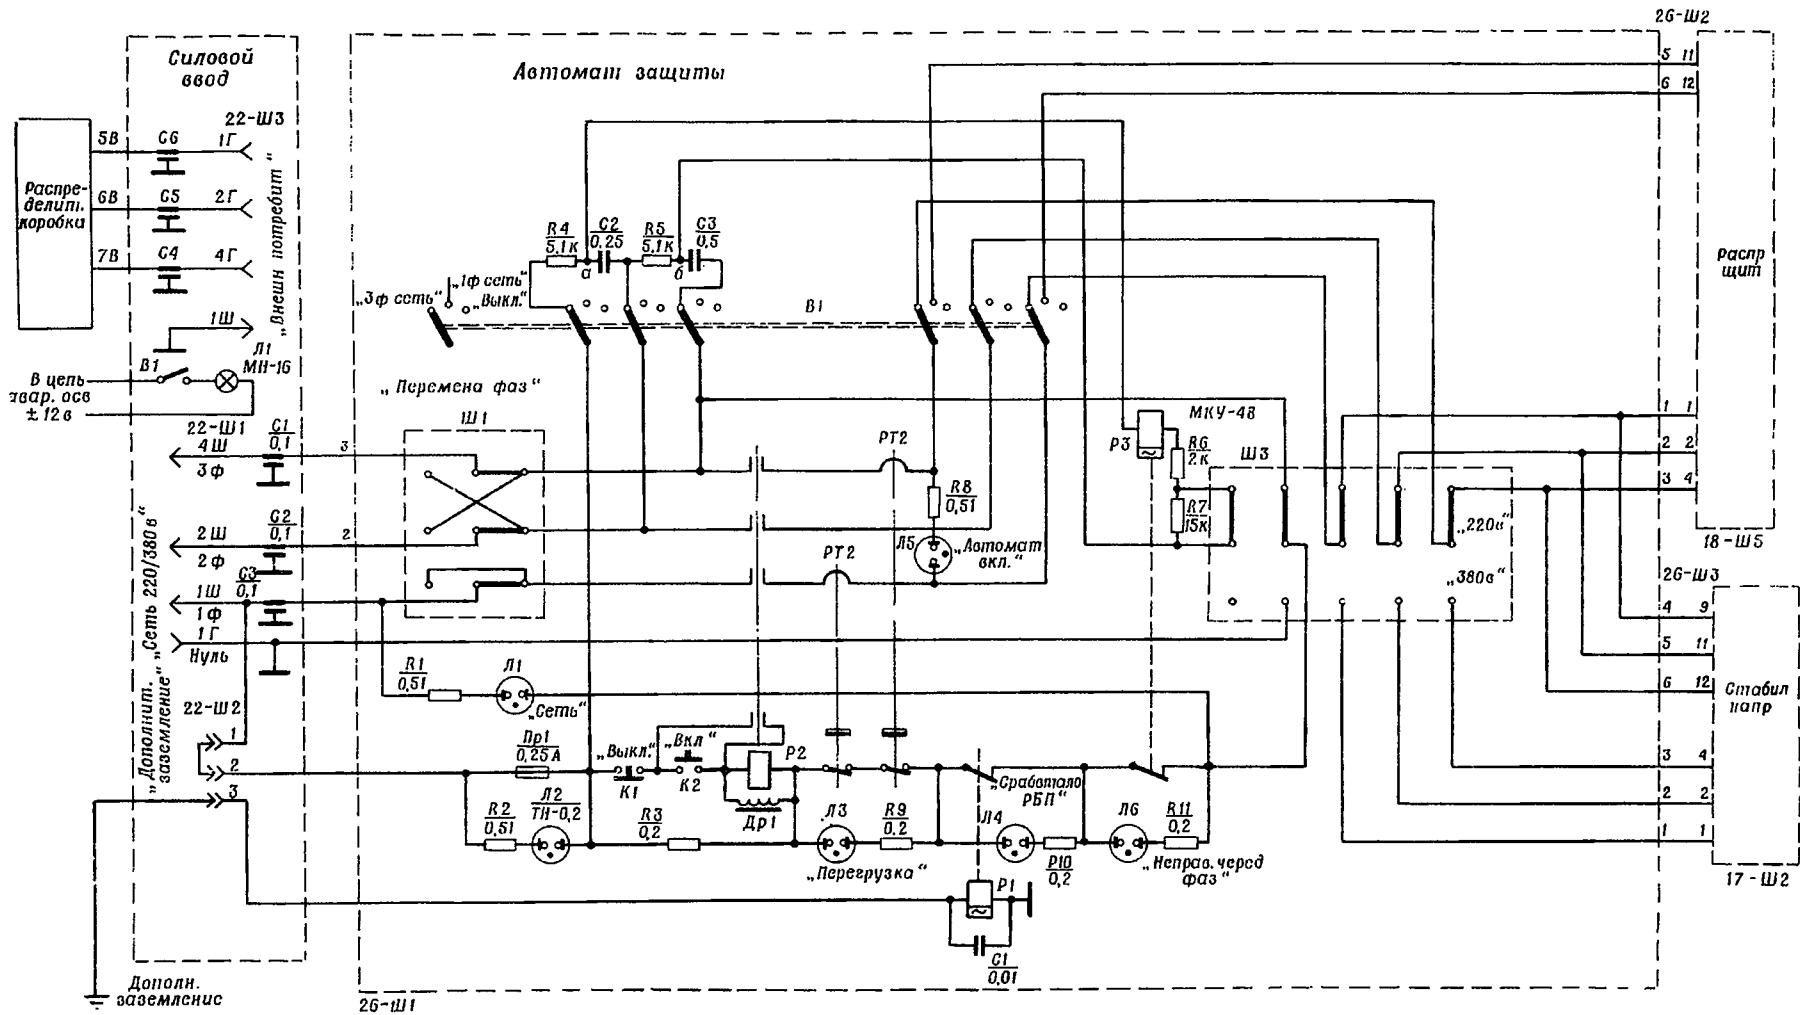 26-Ш2
Силовой
ввод
Автомат защиты
5 11
6 12
22-Ш3
5В
С6
1Г
6В
С5
2Г
7В
С4
4Г
Распре-
делит.
коробка
„Внешн потребит“
1Ш
Л1
МН-16
В1
В цепь
авар. осв
± 12в
R4
5,1к
С2
0,25
R5
5,1к
С3
0,5
а
б
„3ф сеть“
„1ф сеть“
„Выкл“
В1
Распр
щит
„Перемена фаз“
Ш1
22-Ш1
4Ш
3ф
С1
0,1
3
2Ш
2ф
С2
0,1
2
1Ш
1ф
С3
0,1
1Г
Нуль
„Сеть 220/380в“
РТ2
РТ2
R8
0,51
Л5
„Автомат
вкл.“
МКУ-48
Р3
R6
2к
R7
15к
Ш3
„220в“
„380в“
1 1
2 2
3 4
18-Ш5
26-Ш3
4 9
5 11
6 12
Стабил
напр
3 4
2 2
1 1
17-Ш2
„Дополнит.
заземление“
22-Ш2
1
2
3
R1
0,51
Л1
„Сеть“
Пр1
0,25А
„Выкл.“
К1
„Вкл“
К2
Р2
Др1
R2
0,51
Л2
ТН-0,2
R3
0,2
Л3
„Перегрузка“
R9
0,2
„Сработало
РБП“
Л4
Р10
0,2
Л6
R11
0,2
„Неправ. черед
фаз“
Р1
С1
0,01
Дополн.
заземление
26-Ш1